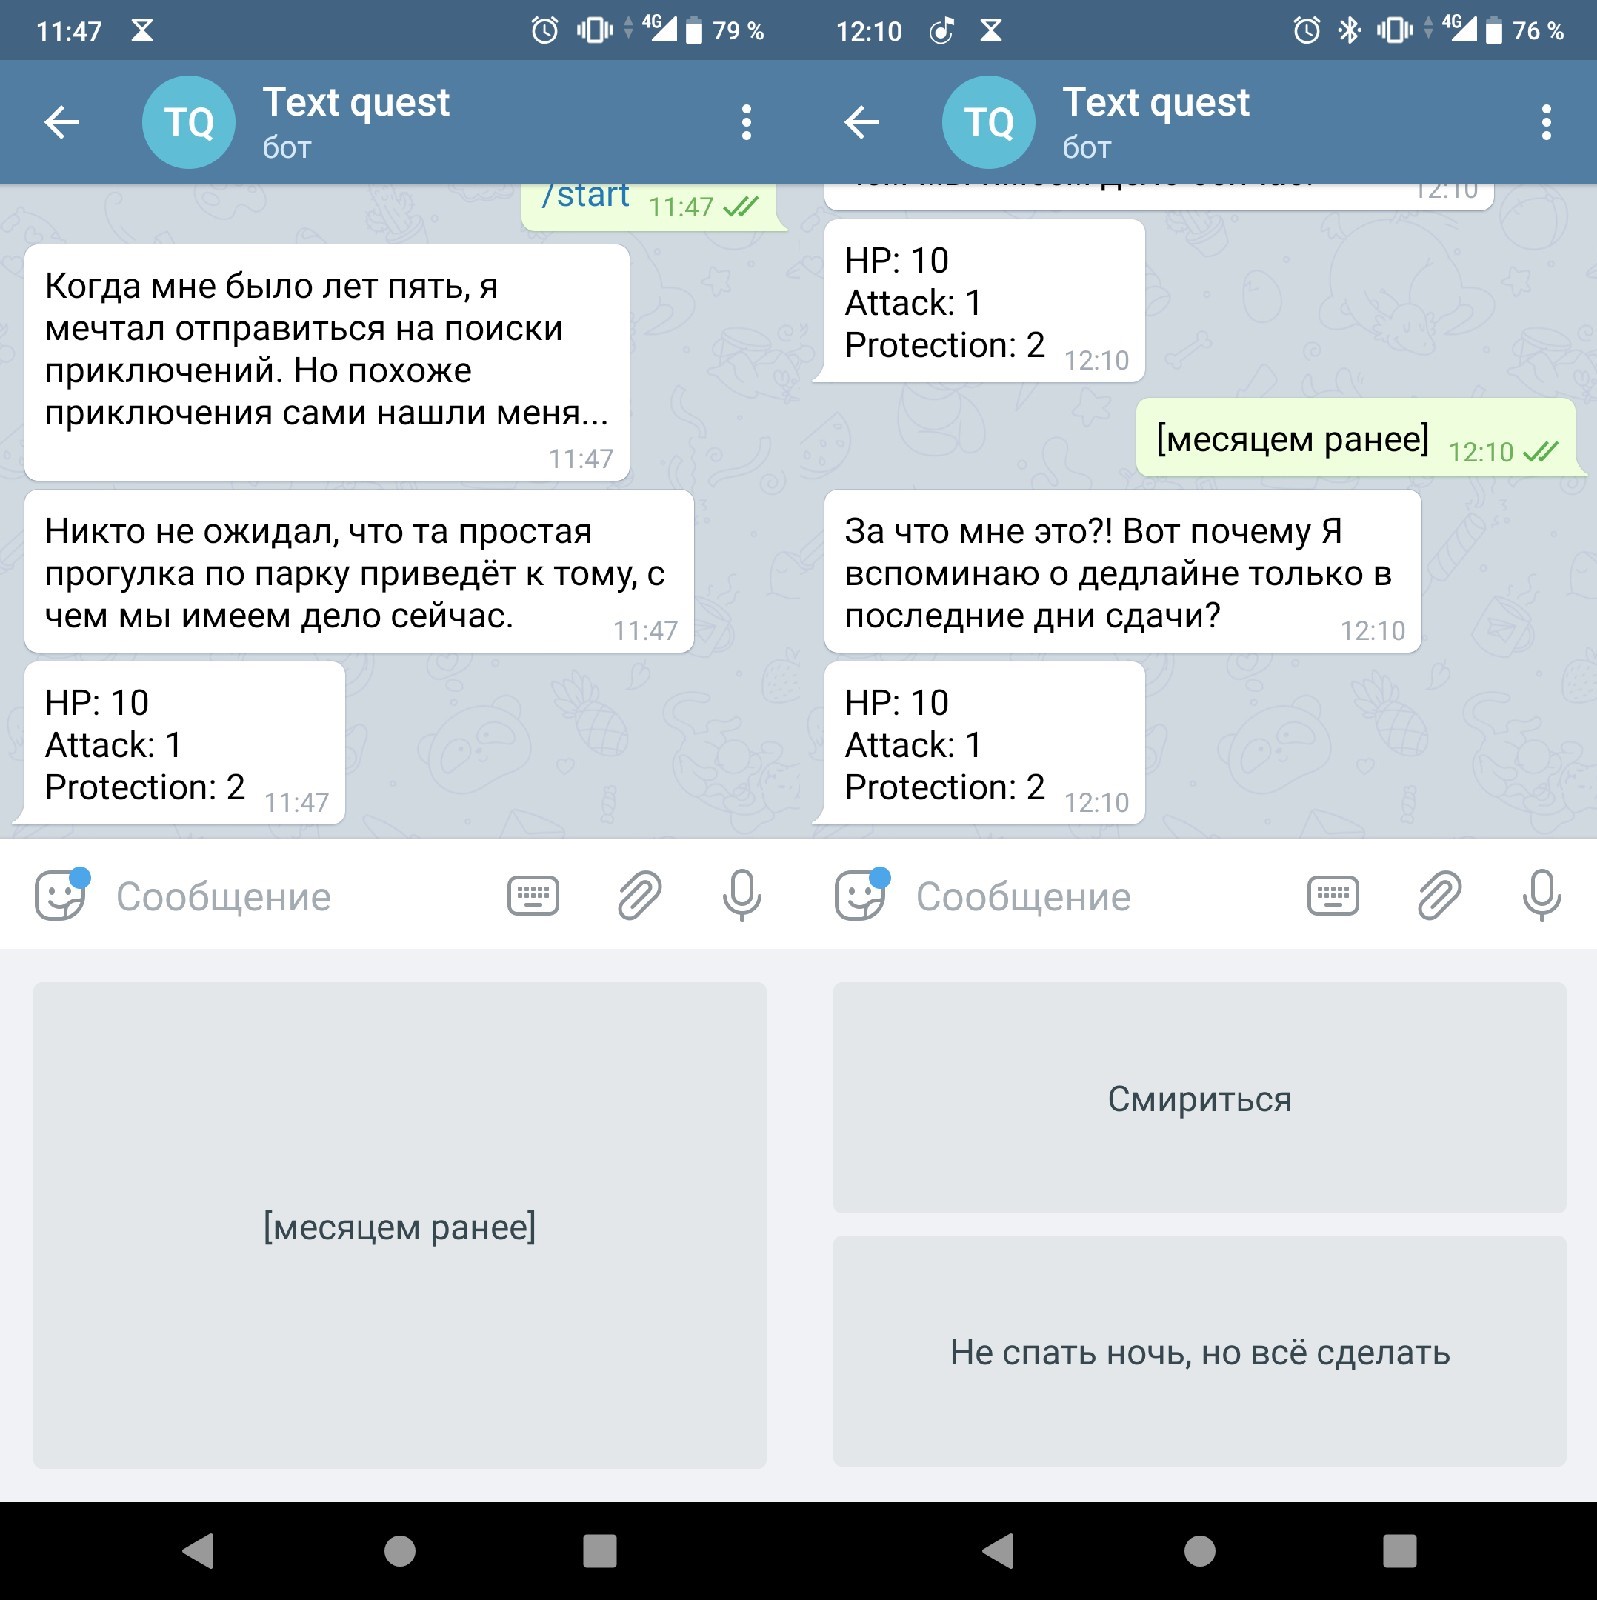 11:47
4G
79 %
TQ
Text quest
бот
/start
11:47
Когда мне было лет пять, я
мечтал отправиться на поиски
приключений. Но похоже
приключения сами нашли меня...
11:47
Никто не ожидал, что та простая
прогулка по парку приведёт к тому, с
чем мы имеем дело сейчас.
11:47
HP: 10
Attack: 1
Protection: 2
11:47
Сообщение
[месяцем ранее]
12:10
4G
76 %
TQ
Text quest
бот
12:10
HP: 10
Attack: 1
Protection: 2
12:10
[месяцем ранее]
12:10
За что мне это?! Вот почему Я
вспоминаю о дедлайне только в
последние дни сдачи?
12:10
HP: 10
Attack: 1
Protection: 2
12:10
Сообщение
Смириться
Не спать ночь, но всё сделать